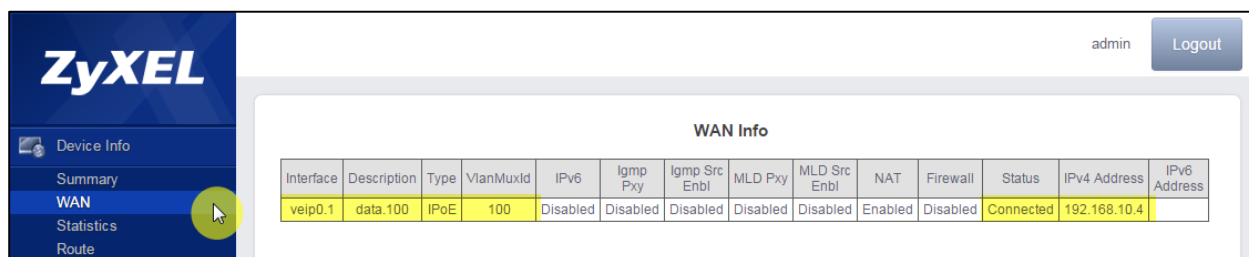 admin
Logout
ZyXEL
Device Info
Summary
WAN
Statistics
Route
WAN Info
Interface Description Type VlanMuxId IPv6 Igmp Pxy Igmp Src Enbl MLD Pxy MLD Src Enbl NAT Firewall Status IPv4 Address IPv6 Address
veip0.1 data.100 IPoE 100 Disabled Disabled Disabled Disabled Disabled Enabled Disabled Connected 192.168.10.4